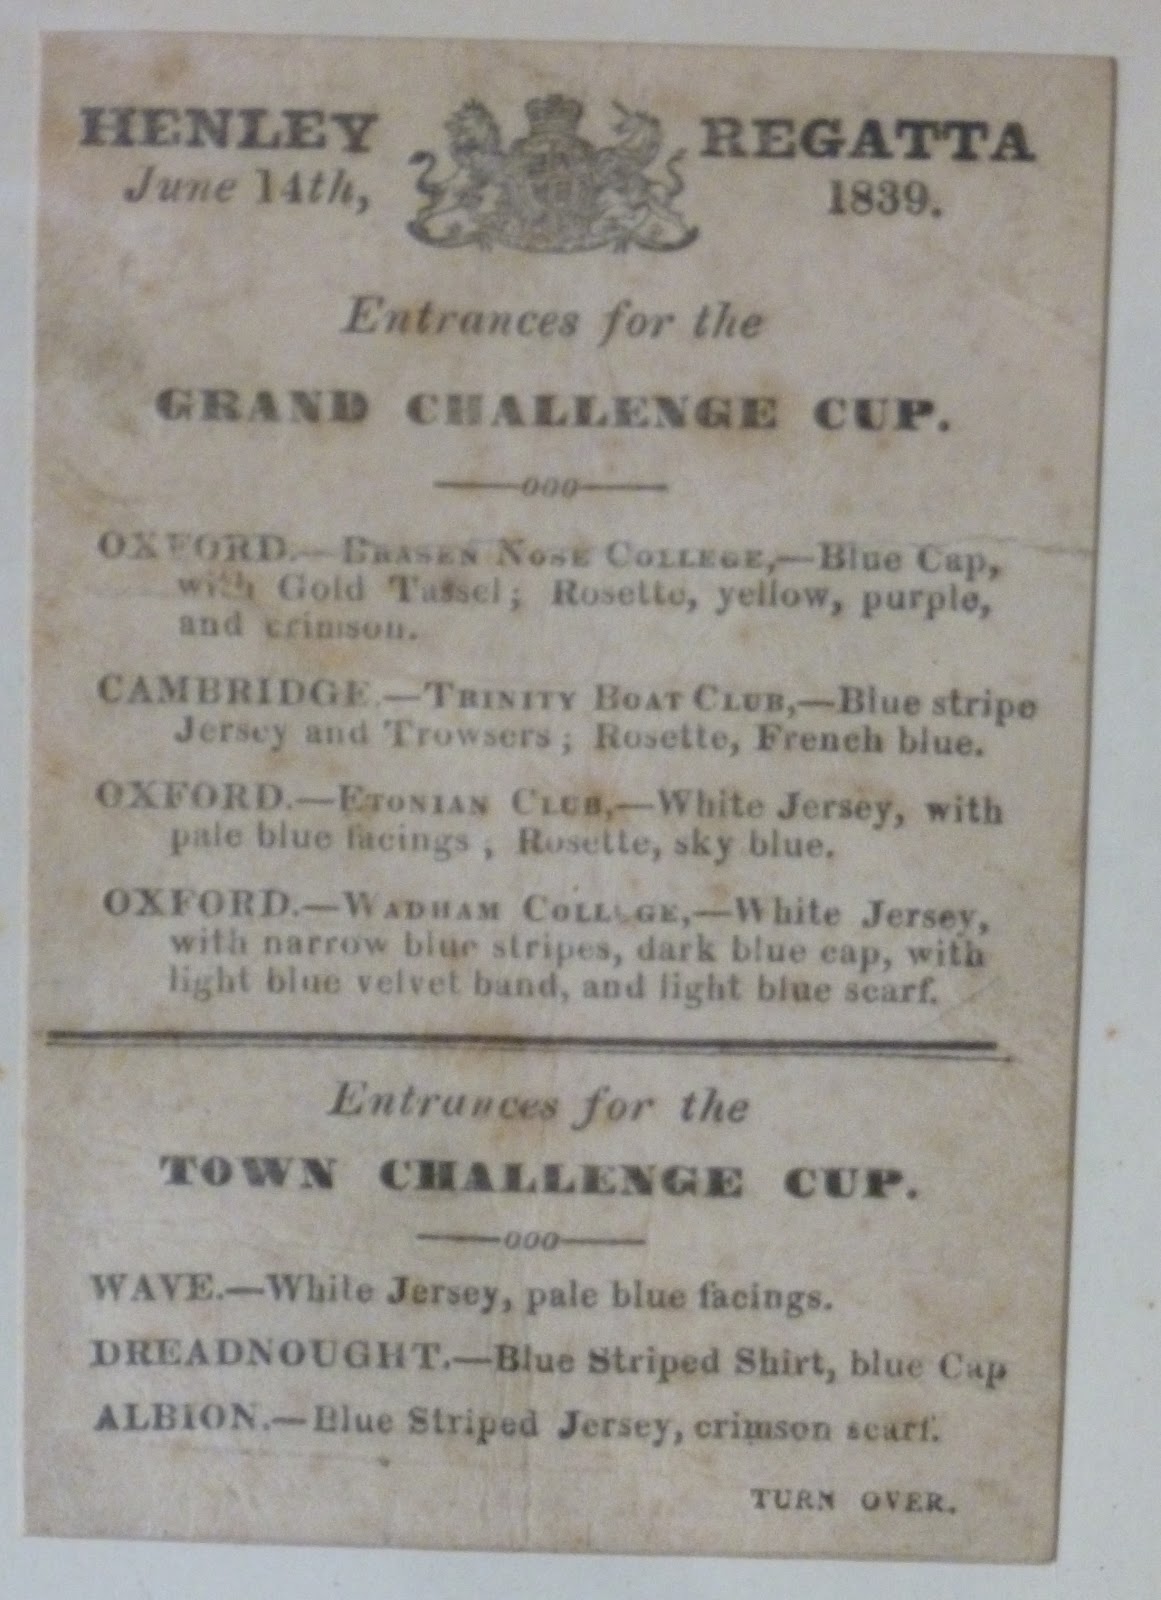 HENLEY REGATTA
June 14th, 1839.
Entrances for the
GRAND CHALLENGE CUP.
—ooo—
OXFORD.—BRASEN NOSE COLLEGE,—Blue Cap,
with Gold Tassel; Rosette, yellow, purple,
and crimson.
CAMBRIDGE.—TRINITY BOAT CLUB,—Blue stripe
Jersey and Trowsers; Rosette, French blue.
OXFORD.—ETONIAN CLUB,—White Jersey, with
pale blue facings, Rosette, sky blue.
OXFORD.—WADHAM COLLEGE,—White Jersey,
with narrow blue stripes, dark blue cap, with
light blue velvet band, and light blue scarf.
Entrances for the
TOWN CHALLENGE CUP.
—ooo—
WAVE.—White Jersey, pale blue facings.
DREADNOUGHT.—Blue Striped Shirt, blue Cap
ALBION.—Blue Striped Jersey, crimson scarf.
TURN OVER.